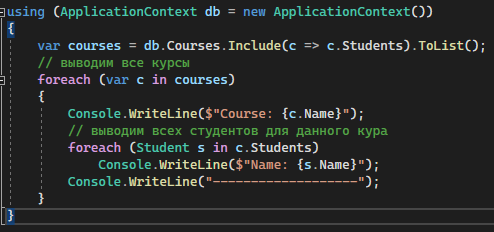 using (ApplicationContext db = new ApplicationContext())
{
var courses = db.Courses.Include(c => c.Students).ToList();
// выводим все курсы
foreach (var c in courses)
{
Console.WriteLine($"Course: {c.Name}");
// выводим всех студентов для данного кура
foreach (Student s in c.Students)
Console.WriteLine($"Name: {s.Name}");
Console.WriteLine("-------------------");
}
}